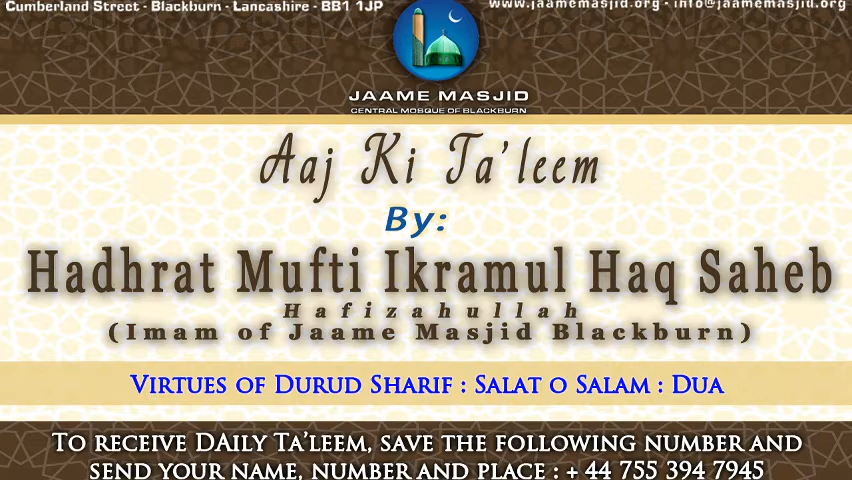 Cumberland Street - Blackburn - Lancashire - BB1 1JP
www.jaamemasjid.org - info@jaamemasjid.org
JAAME MASJID
CENTRAL MOSQUE OF BLACKBURN
Aaj Ki Ta'leem
By:
Hadhrat Mufti Ikramul Haq Saheb
Hafizahullah
(Imam of Jaame Masjid Blackburn)
Virtues of Durud Sharif : Salat o Salam : Dua
To receive DAily Ta'leem, save the following number and
send your name, number and place : + 44 755 394 7945